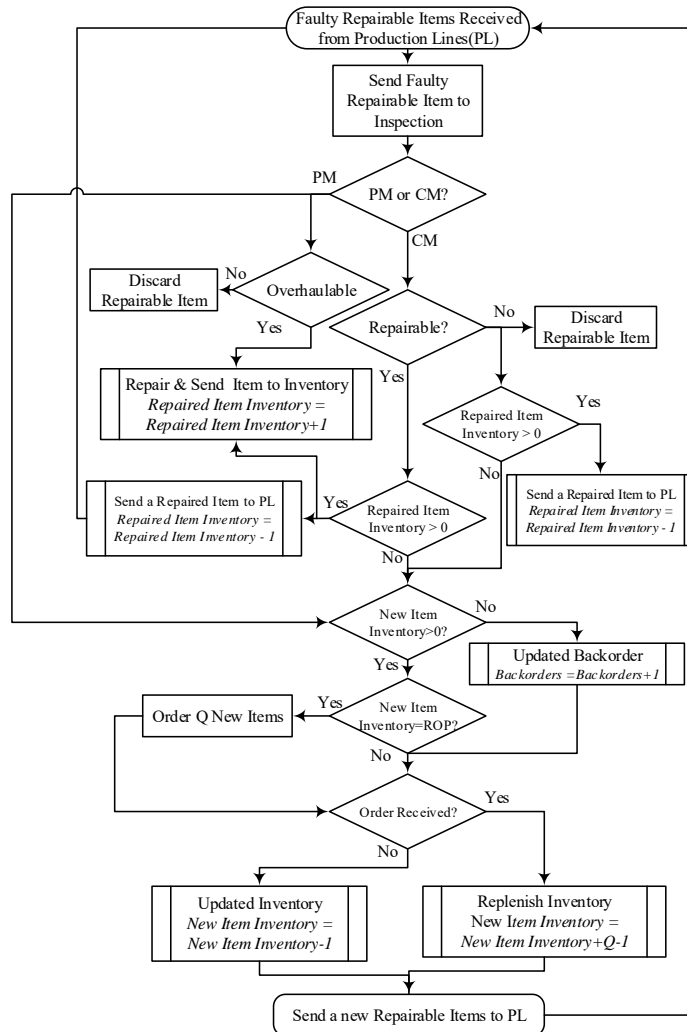 Faulty Repairable Items Received
from Production Lines(PL)
Send Faulty
Repairable Item to
Inspection
PM
PM or CM?
CM
No
Overhaulable
Discard
Repairable Item
Yes
Repairable?
No
Discard
Repairable Item
Yes
Repair & Send Item to Inventory
Repaired Item Inventory =
Repaired Item Inventory+1
Repaired Item
Inventory > 0
Yes
No
Send a Repaired Item to PL
Repaired Item Inventory =
Repaired Item Inventory - 1
Yes
Repaired Item
Inventory > 0
Send a Repaired Item to PL
Repaired Item Inventory =
Repaired Item Inventory - 1
No
New Item
Inventory>0?
No
Yes
Updated Backorder
Backorders =Backorders+1
Order Q New Items
Yes
New Item
Inventory=ROP?
No
Order Received?
Yes
No
Updated Inventory
New Item Inventory =
New Item Inventory-1
Replenish Inventory
New Item Inventory =
New Item Inventory+Q-1
Send a new Repairable Items to PL